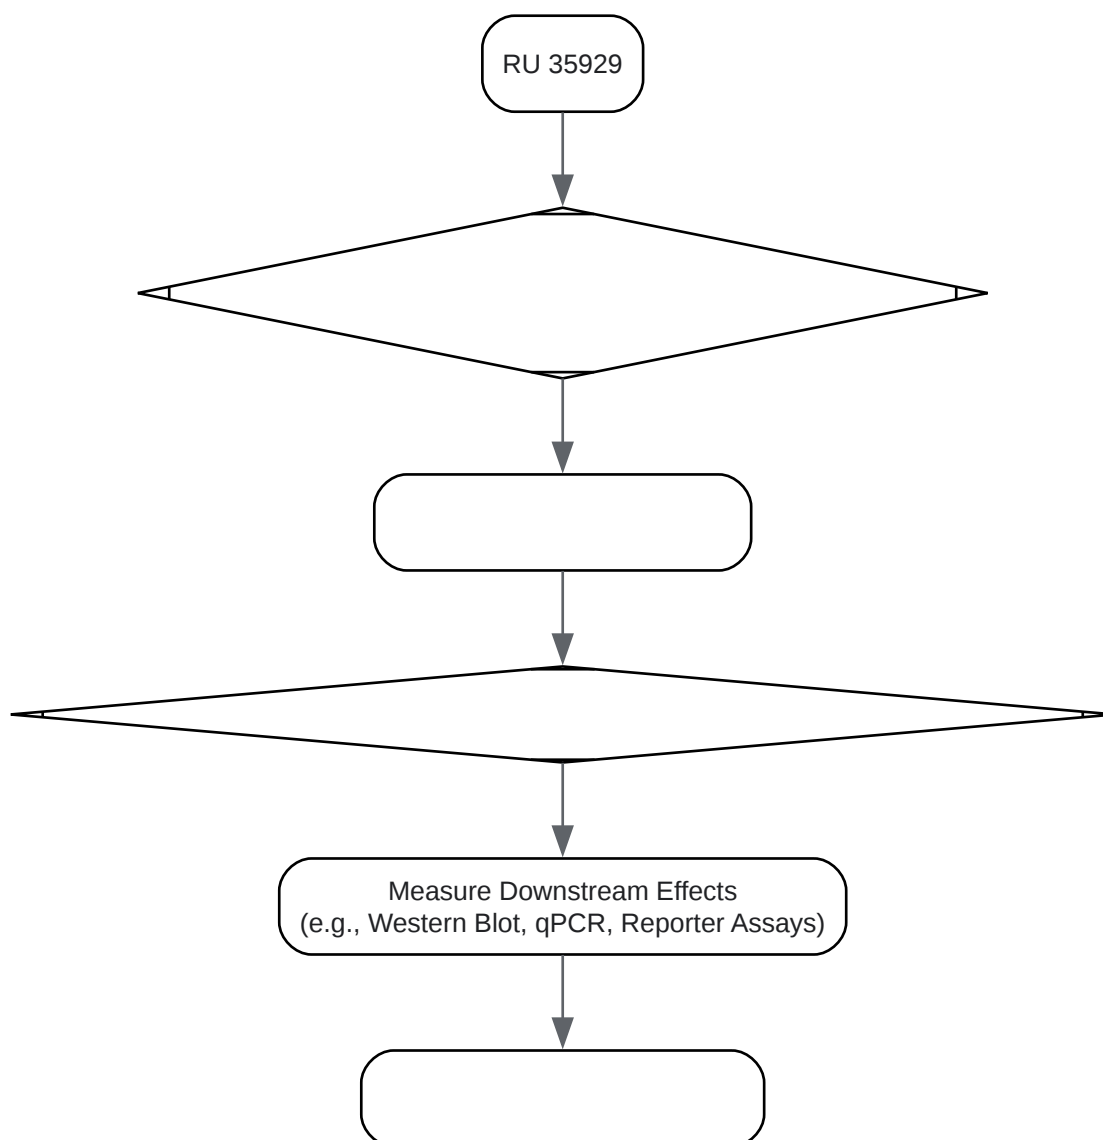 RU 35929
Measure Downstream Effects
(e.g., Western Blot, qPCR, Reporter Assays)